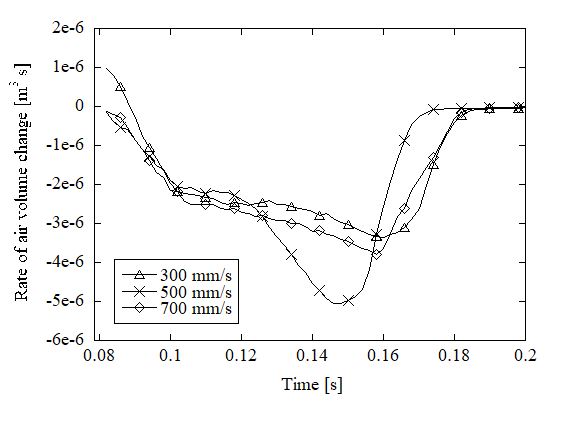 2e-6
1e-6
0
-1e-6
-2e-6
-3e-6
-4e-6
-5e-6
-6e-6
Rate of air volume change [m³ s]
300 mm/s
500 mm/s
700 mm/s
0.08
0.1
0.12
0.14
0.16
0.18
0.2
Time [s]